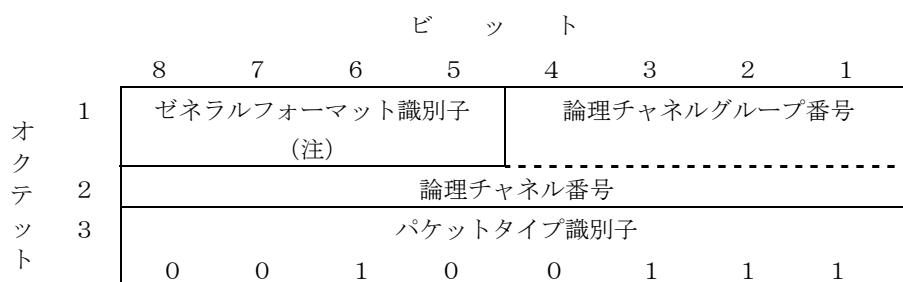 ビット
8 7 6 5 4 3 2 1
オクテット
1 ゼネラルフォーマット識別子 論理チャネルグループ番号
(注)
2 論理チャネル番号
3 パケットタイプ識別子
0 0 1 0 0 1 1 1